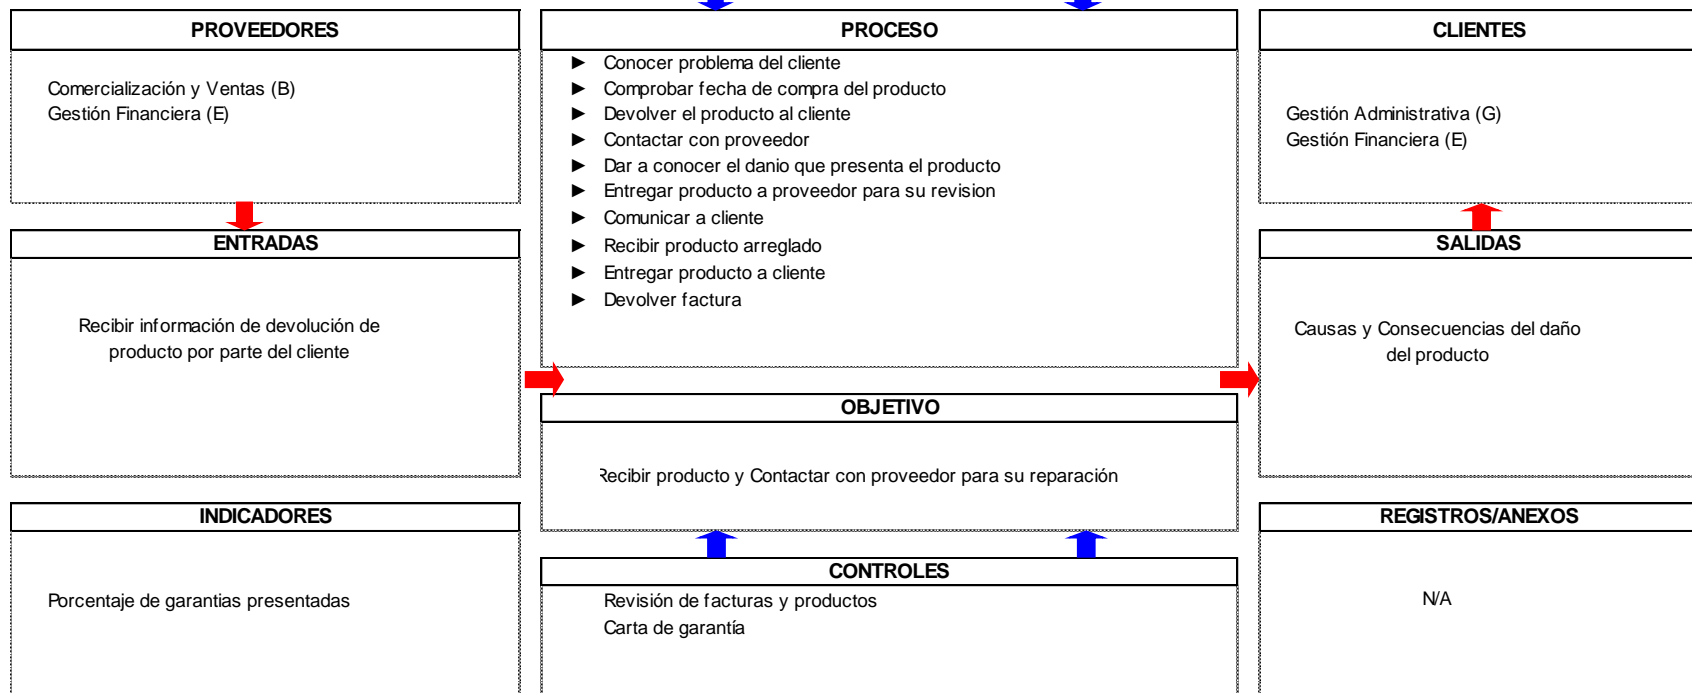 PROVEEDORES
Comercialización y Ventas (B)
Gestión Financiera (E)
ENTRADAS
Recibir información de devolución de
producto por parte del cliente
INDICADORES
Porcentaje de garantias presentadas
PROCESO
► Conocer problema del cliente
► Comprobar fecha de compra del producto
► Devolver el producto al cliente
► Contactar con proveedor
► Dar a conocer el danio que presenta el producto
► Entregar producto a proveedor para su revision
► Comunicar a cliente
► Recibir producto arreglado
► Entregar producto a cliente
► Devolver factura
OBJETIVO
Recibir producto y Contactar con proveedor para su reparación
CONTROLES
Revisión de facturas y productos
Carta de garantía
CLIENTES
Gestión Administrativa (G)
Gestión Financiera (E)
SALIDAS
Causas y Consecuencias del daño
del producto
REGISTROS/ANEXOS
N/A